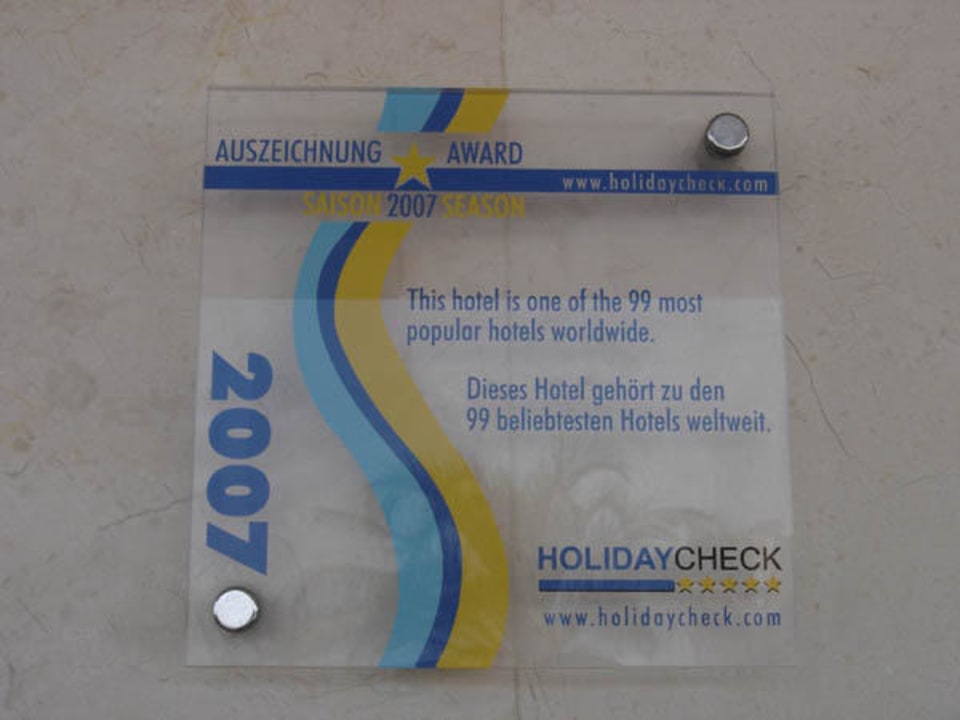 AUSZEICHNUNG AWARD
www.holidaycheck.com
SAISON 2007 SEASON
This hotel is one of the 99 most
popular hotels worldwide.
Dieses Hotel gehört zu den
99 beliebtesten Hotels weltweit.
2007
HOLIDAYCHECK
www.holidaycheck.com